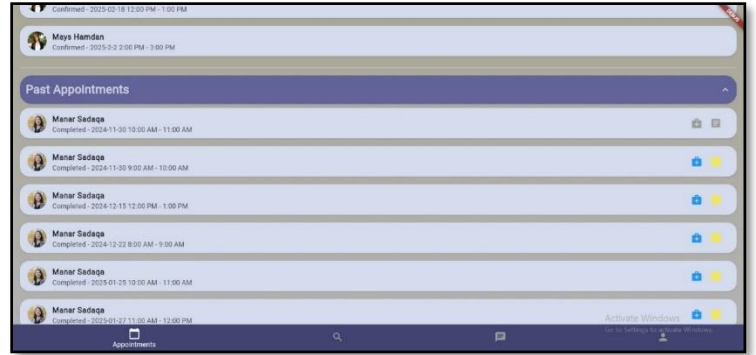 Confirmed - 2025-02-18 12:00 PM - 1:00 PM
Mays Hamdan
Confirmed - 2025-2-2 2:00 PM - 3:00 PM
Past Appointments
Manar Sadaqa
Completed - 2024-11-30 10:00 AM - 11:00 AM
Manar Sadaqa
Completed - 2024-11-30 9:00 AM - 10:00 AM
Manar Sadaqa
Completed - 2024-12-15 12:00 PM - 1:00 PM
Manar Sadaqa
Completed - 2024-12-22 8:00 AM - 9:00 AM
Manar Sadaqa
Completed - 2025-01-25 10:00 AM - 11:00 AM
Manar Sadaqa
Completed - 2025-01-27 11:00 AM - 12:00 PM
Activate Windows
Go to Settings to activate Windows.
Appointments